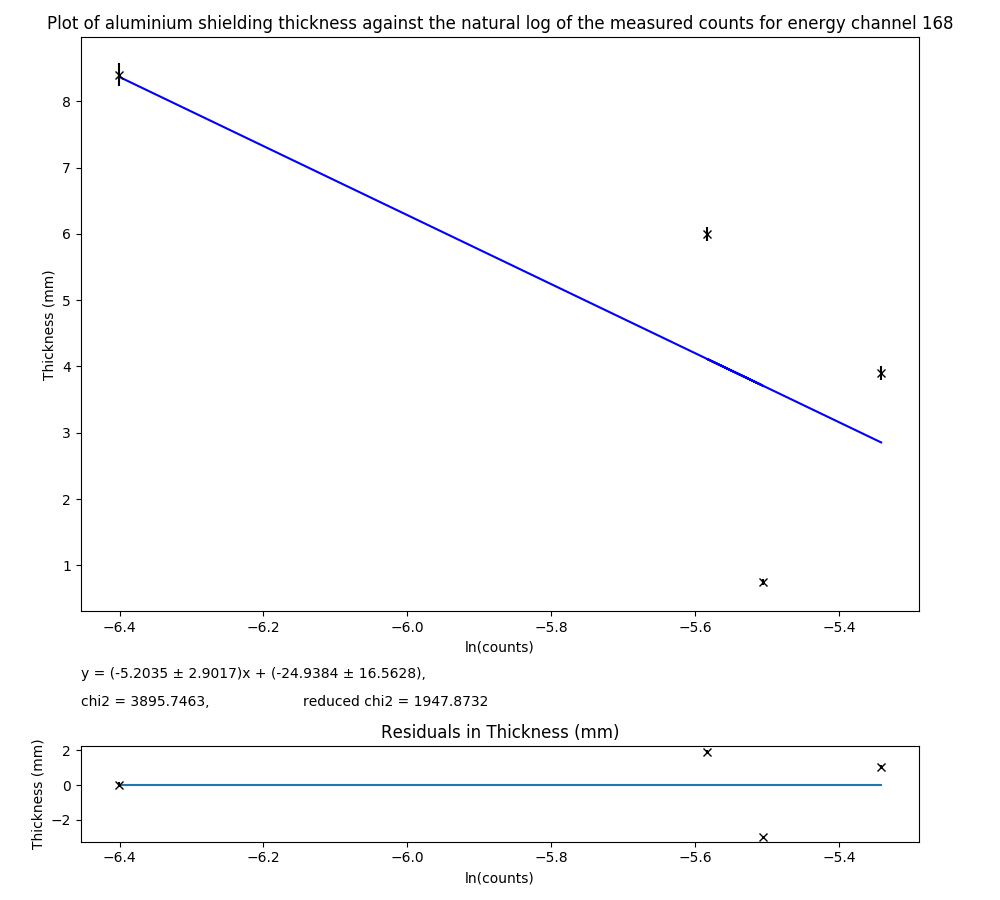 Plot of aluminium shielding thickness against the natural log of the measured counts for energy channel 168
8
7
6
5
4
3
2
1
Thickness (mm)
−6.4 −6.2 −6.0 −5.8 −5.6 −5.4
ln(counts)
y = (-5.2035 ± 2.9017)x + (-24.9384 ± 16.5628),
chi2 = 3895.7463, reduced chi2 = 1947.8732
Residuals in Thickness (mm)
2
0
−2
Thickness (mm)
−6.4 −6.2 −6.0 −5.8 −5.6 −5.4
ln(counts)